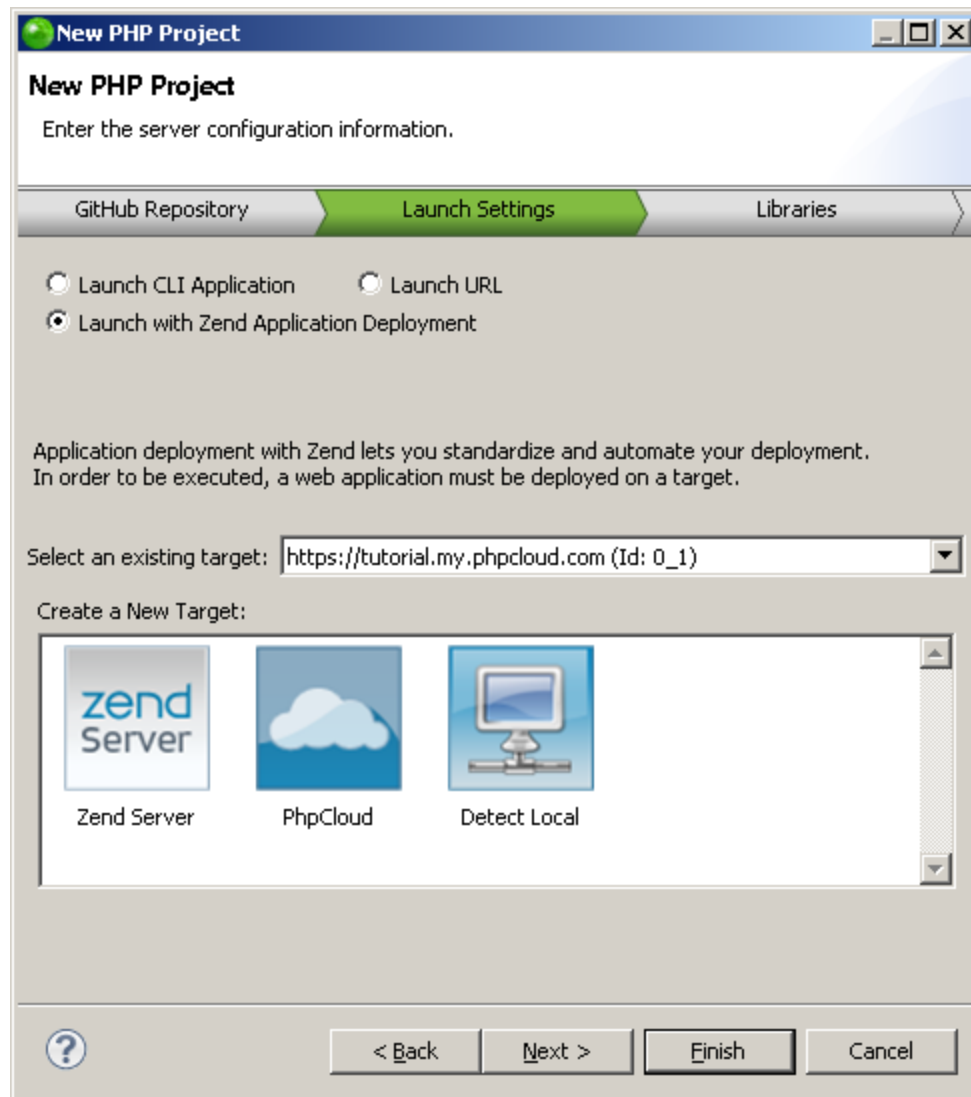 New PHP Project
New PHP Project
Enter the server configuration information.
GitHub Repository
Launch Settings
Libraries
Launch CLI Application
Launch URL
Launch with Zend Application Deployment
Application deployment with Zend lets you standardize and automate your deployment.
In order to be executed, a web application must be deployed on a target.
Select an existing target: https://tutorial.my.phpcloud.com (Id: 0_1)
Create a New Target:
zend
Server
Zend Server
PhpCloud
Detect Local
?
< Back
Next >
Finish
Cancel